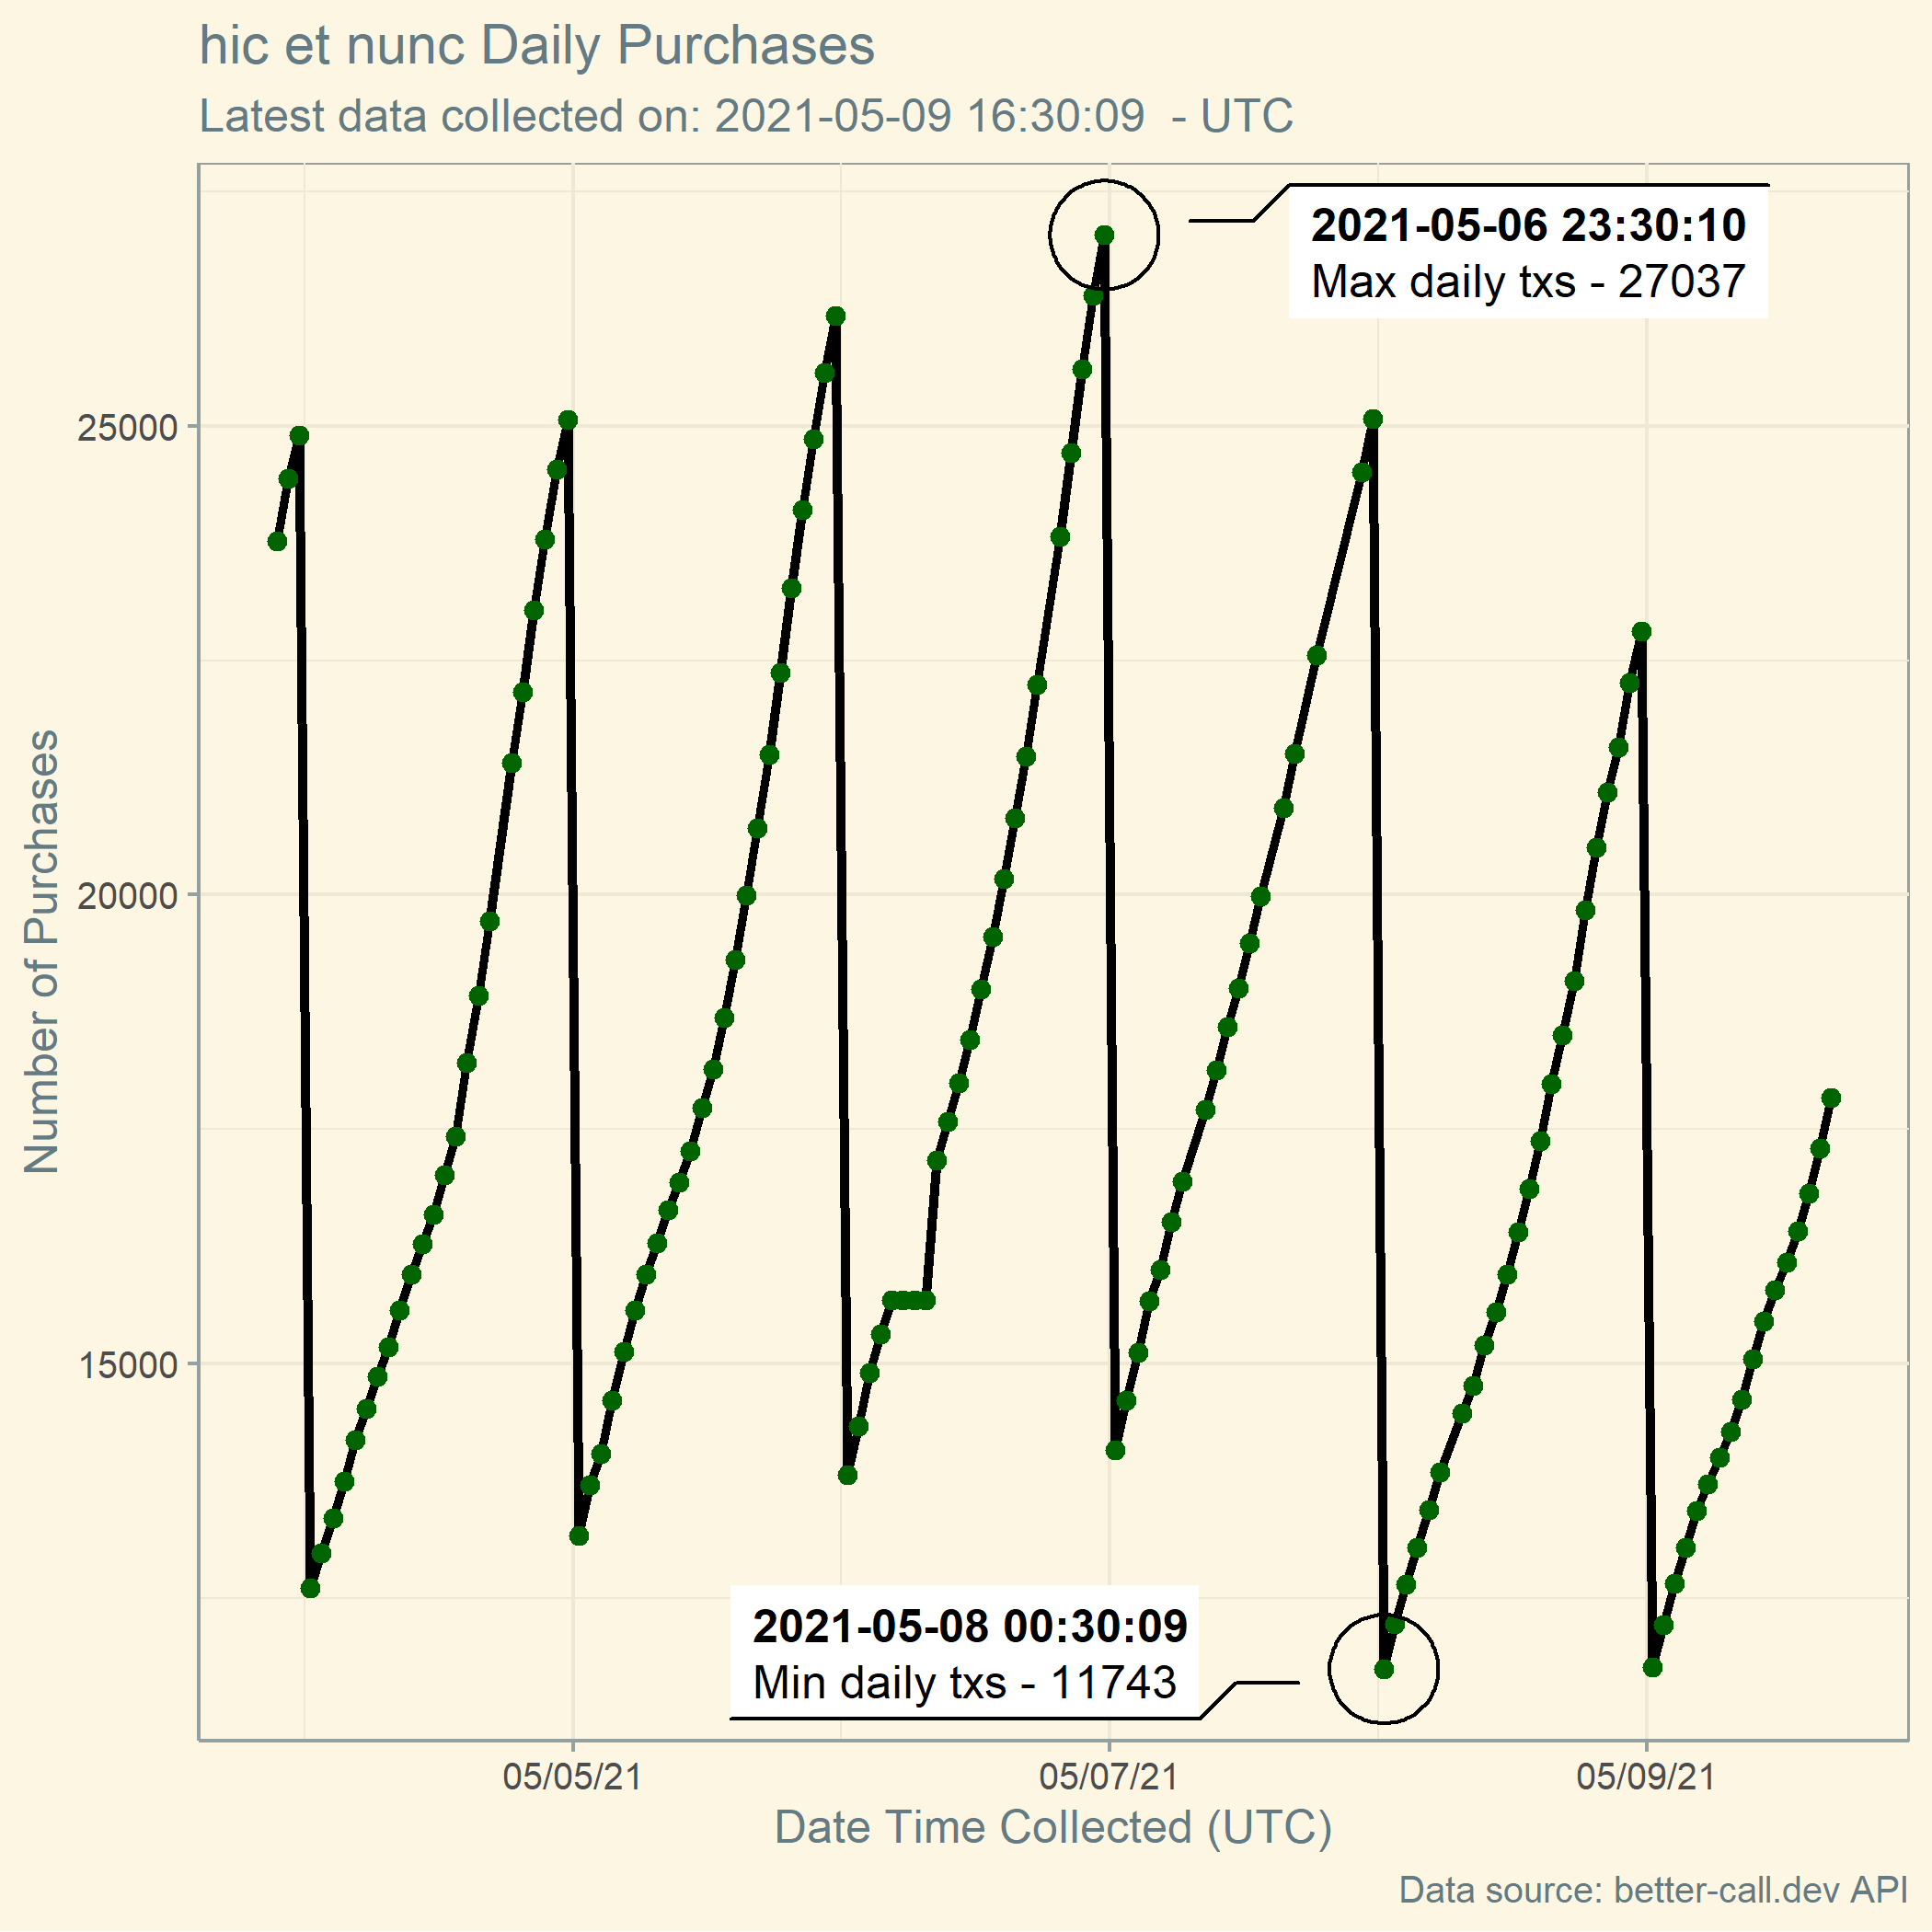 hic et nunc Daily Purchases
Latest data collected on: 2021-05-09 16:30:09  - UTC
2021-05-06 23:30:10
Max daily txs - 27037
25000
20000
15000
Number of Purchases
2021-05-08 00:30:09
Min daily txs - 11743
05/05/21
05/07/21
05/09/21
Date Time Collected (UTC)
Data source: better-call.dev API